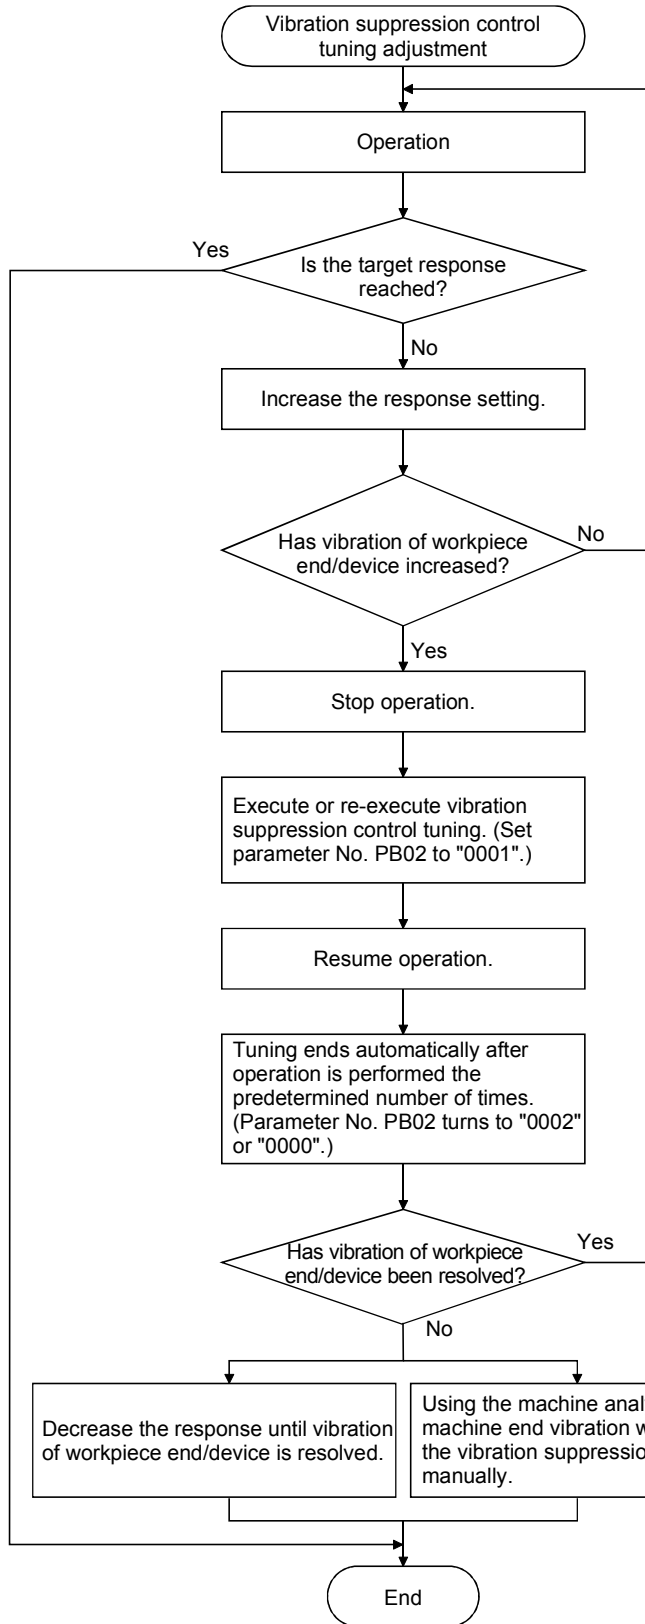 Vibration suppression control
tuning adjustment
Operation
Yes
Is the target response
reached?
No
Increase the response setting.
Has vibration of workpiece
end/device increased?
No
Yes
Stop operation.
Execute or re-execute vibration
suppression control tuning. (Set
parameter No. PB02 to "0001".)
Resume operation.
Tuning ends automatically after
operation is performed the
predetermined number of times.
(Parameter No. PB02 turns to "0002"
or "0000".)
Has vibration of workpiece
end/device been resolved?
Yes
No
Decrease the response until vibration
of workpiece end/device is resolved.
Using the machine
machine end vibration
the vibration
manually.
End